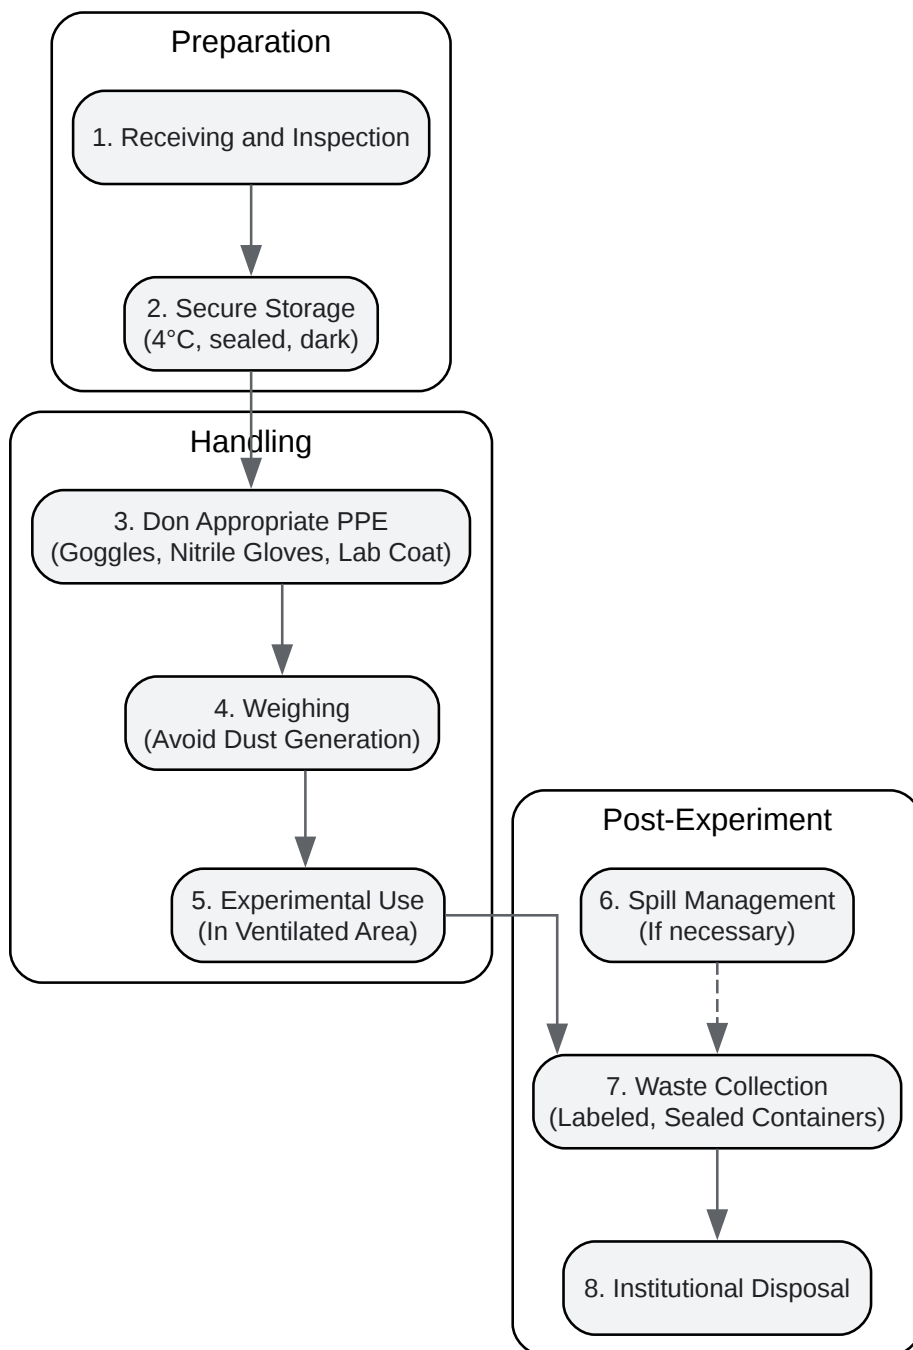 Preparation
1. Receiving and Inspection
2. Secure Storage
(4°C, sealed, dark)
Handling
3. Don Appropriate PPE
(Goggles, Nitrile Gloves, Lab Coat)
4. Weighing
(Avoid Dust Generation)
5. Experimental Use
(In Ventilated Area)
Post-Experiment
6. Spill Management
(If necessary)
7. Waste Collection
(Labeled, Sealed Containers)
8. Institutional Disposal